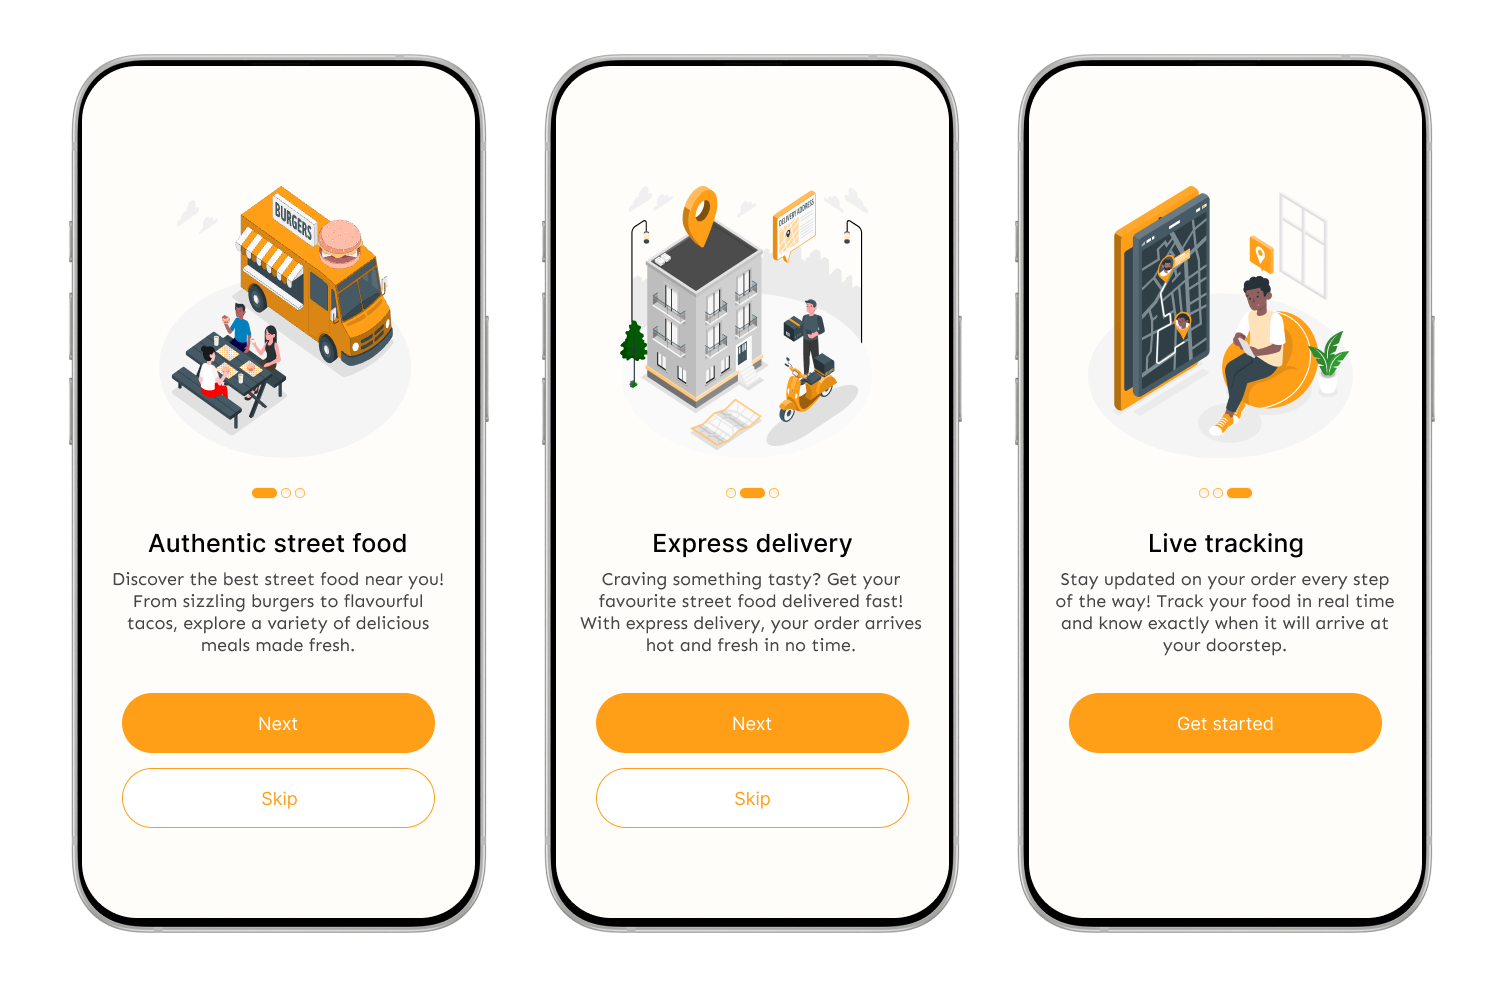 BURGERS
Authentic street food
Discover the best street food near you!
From sizzling burgers to flavourful
tacos, explore a variety of delicious
meals made fresh.
Next
Skip
DELIVERY ADDRESS
Express delivery
Craving something tasty? Get your
favourite street food delivered fast!
With express delivery, your order arrives
hot and fresh in no time.
Next
Skip
Live tracking
Stay updated on your order every step
of the way! Track your food in real time
and know exactly when it will arrive at
your doorstep.
Get started